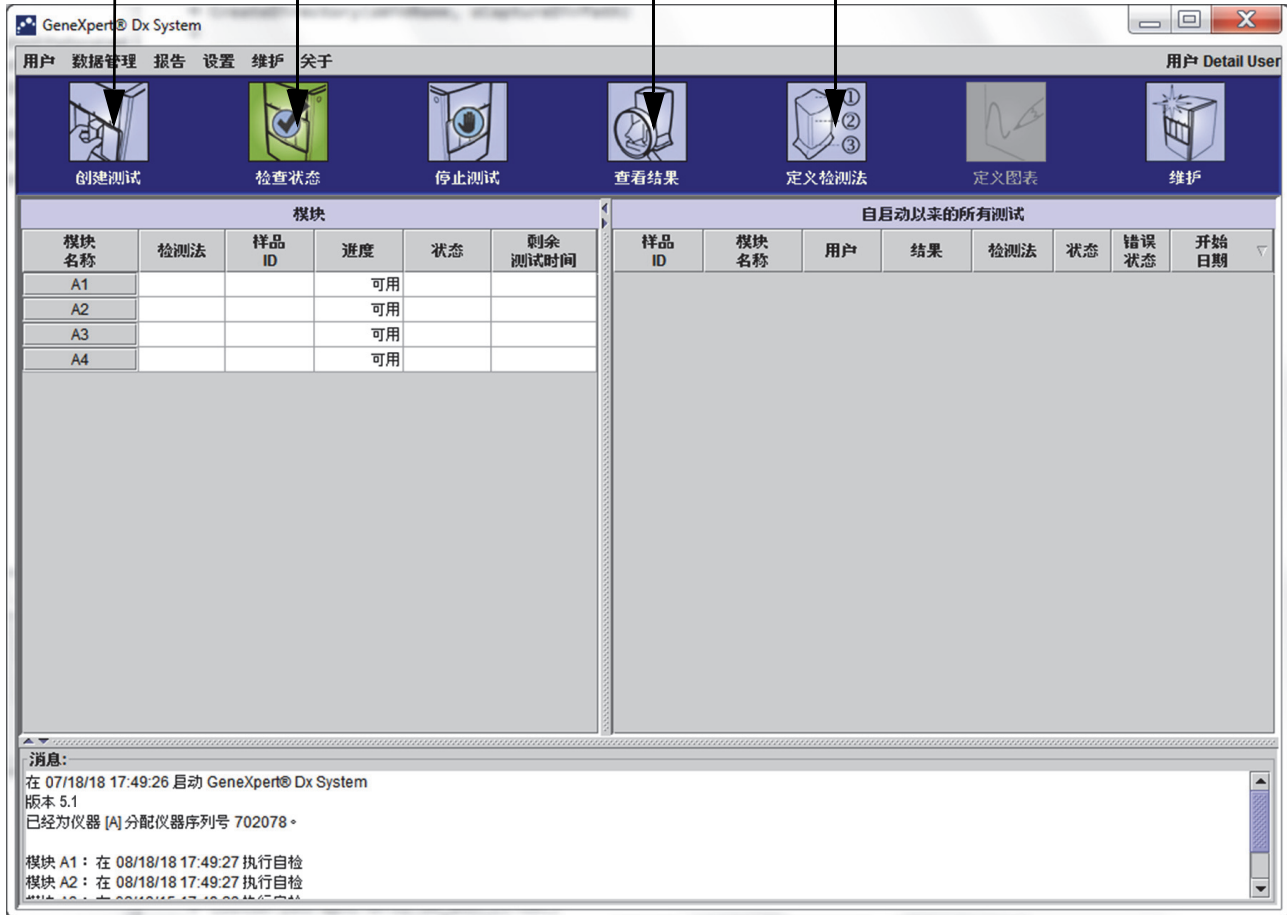 GeneXpert® Dx System
用户 数据管理 报告 设置 维护 关于 用户 Detail User
创建测试 检查状态 停止测试 查看结果 定义检测法 定义图表 维护
模块 自启动以来的所有测试
模块名称 检测法 样品ID 进度 状态 剩余测试时间 样品ID 模块名称 用户 结果 检测法 状态 错误状态 开始日期
A1 可用
A2 可用
A3 可用
A4 可用
消息:
在 07/18/18 17:49:26 启动 GeneXpert® Dx System
版本 5.1
已经为仪器 [A] 分配仪器序列号 702078。
模块 A1：在 08/18/18 17:49:27 执行自检
模块 A2：在 08/18/18 17:49:27 执行自检